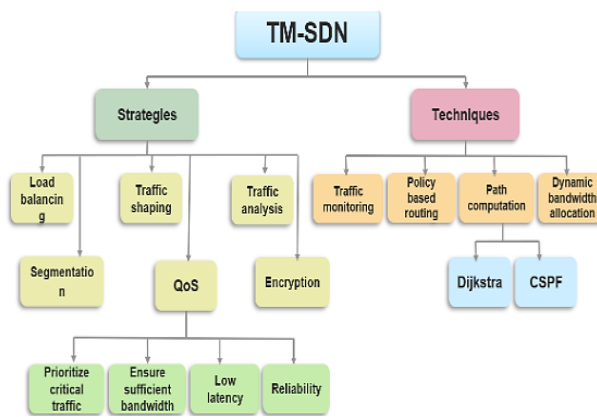 TM-SDN
Strategles
Techniques
Load
balancin
g
Traffic
shaping
Traffic
analysis
Traffic
monitoring
Policy
based
routing
Path
computation
Dynamic
bandwidth
allocation
Segmentatio
n
QoS
Encryption
Dijkstra
CSPF
Prioritize
critical
traffic
Ensure
sufficient
bandwidth
Low
latency
Reliability